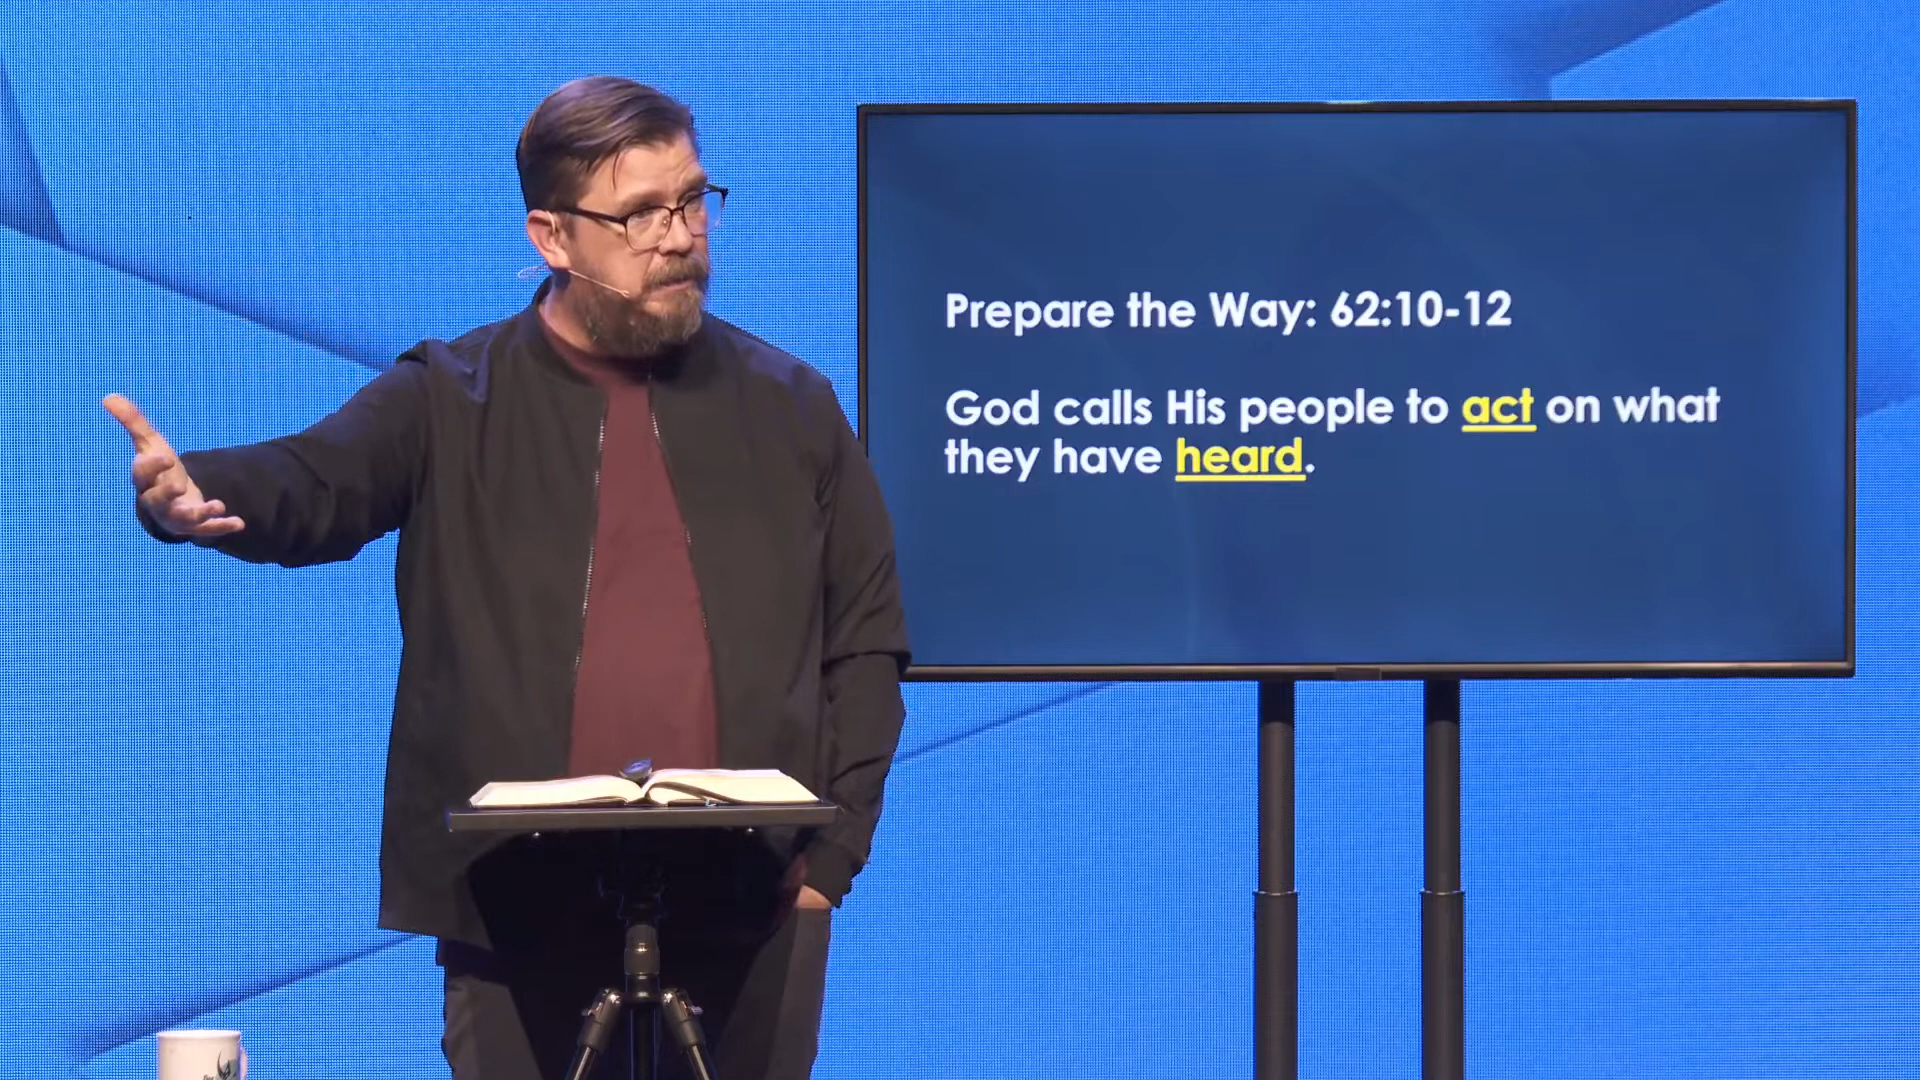 Prepare the Way: 62:10-12
God calls His people to act on what
they have heard.